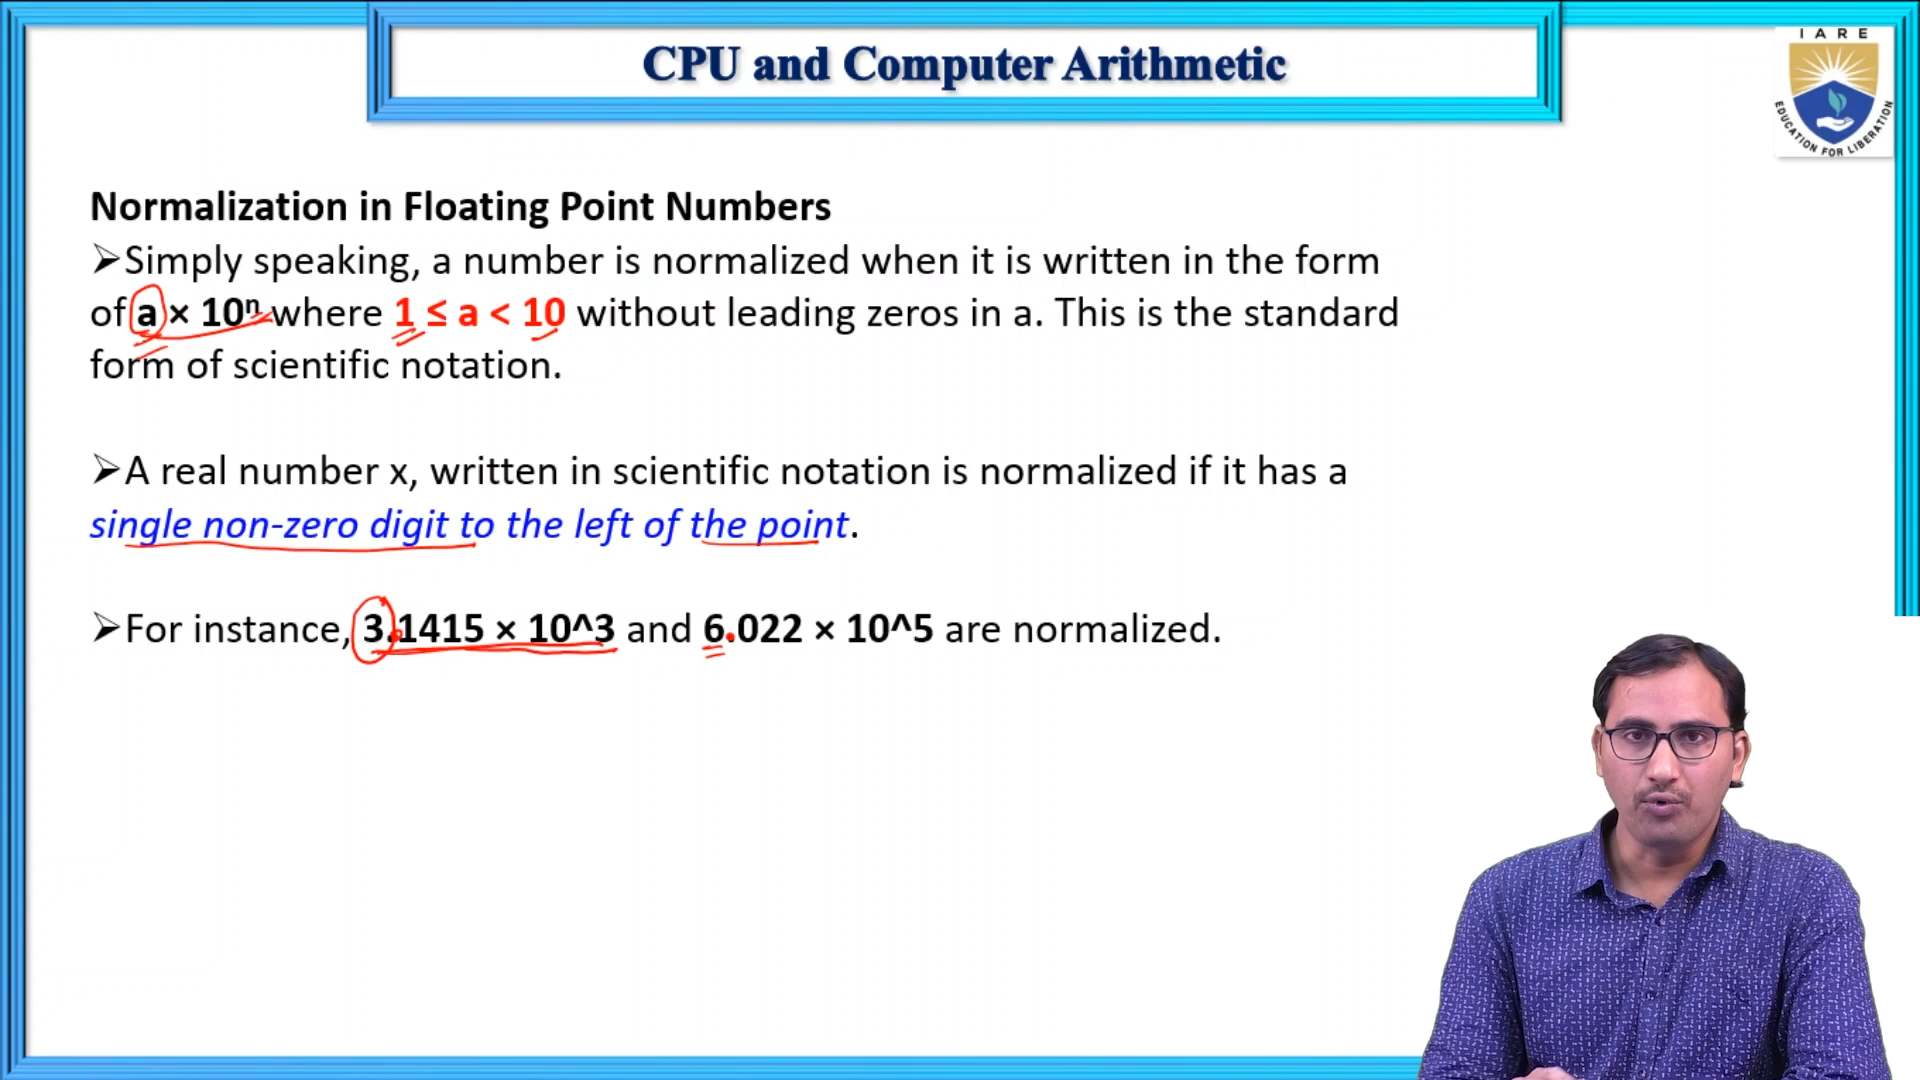 CPU and Computer Arithmetic
IARE
EDUCATION FOR LIBERATION
Normalization in Floating Point Numbers
➢Simply speaking, a number is normalized when it is written in the form
of a × 10ⁿ where 1 ≤ a < 10 without leading zeros in a. This is the standard
form of scientific notation.
➢A real number x, written in scientific notation is normalized if it has a
single non-zero digit to the left of the point.
➢For instance, 3.1415 × 10^3 and 6.022 × 10^5 are normalized.